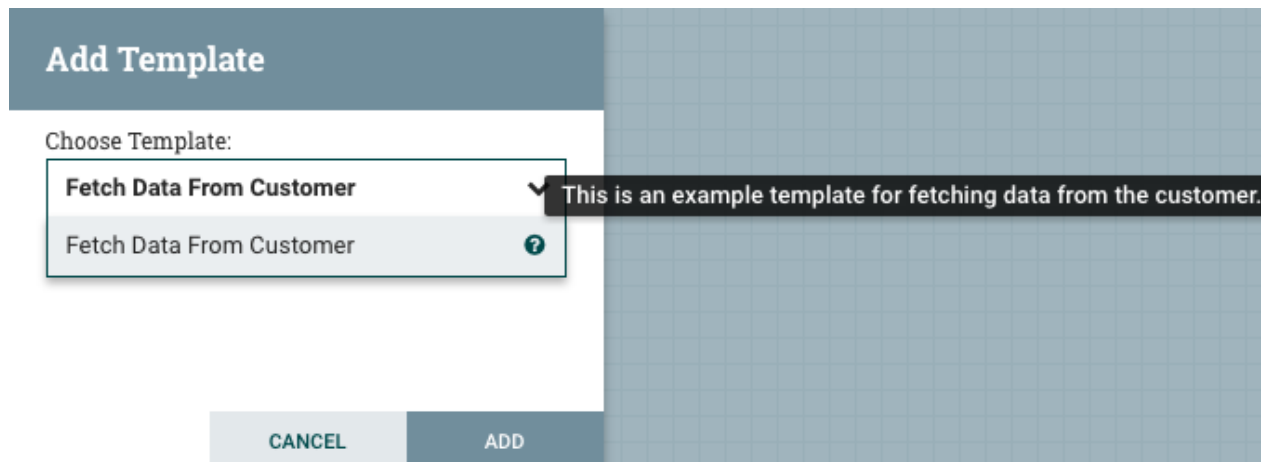 Add Template
Choose Template:
Fetch Data From Customer
This is an example template for fetching data from the customer.
Fetch Data From Customer
?
CANCEL
ADD